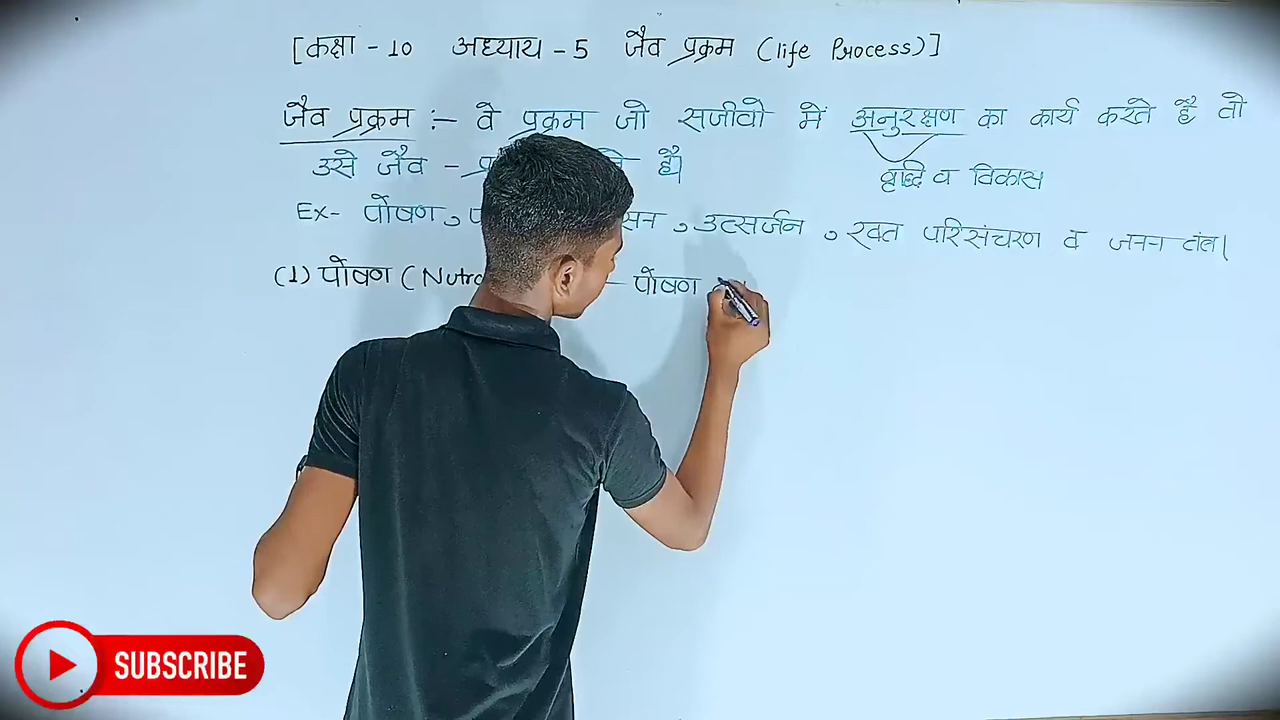 [कक्षा - 10 अध्याय - 5 जैव प्रक्रम (life Process)]
जैव प्रक्रम :- वे प्रक्रम जो सजीवो में अनुरक्षण का कार्य करते है तो
उसे जैव - है।
वृद्धि व विकास
Ex- पोषण, उत्सर्जन, रक्त परिसंचरण व जनन तंत्र।
(1) पोषण ( - पोषण
SUBSCRIBE